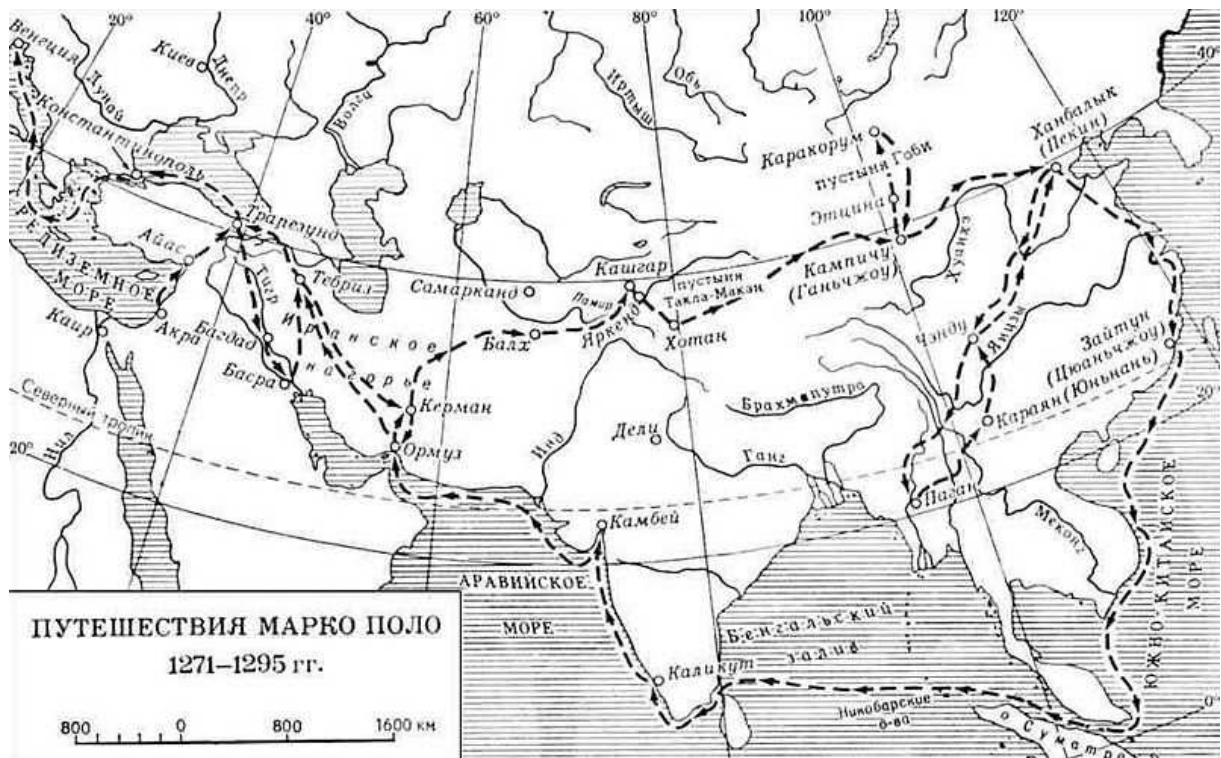 20°
40°
60°
80°
100°
120°
40°
Венеция
Киев
Днепр
Дунай
Волга
Иртыш
Обь
Константинополь
Каракорум
пустыня Гоби
Ханбалык
(Пекин)
Этцина
Трапезунд
Айас
СРЕДИЗЕМНОЕ
МОРЕ
Тигр
Тебриз
Самарканд
Кашгар
Памир
пустыня
Такла-Макан
Кампичу
(Ганьчжоу)
Хуанхэ
Каир
Акра
Багдад
Иранское
нагорье
Балх
Яркенд
Хотан
Чэнду
Янцзы
Зайтун
(Цюаньчжоу)
Басра
Северный тропик
Керман
Брахмапутра
Караян (Юньнань)
20°
20°
Нил
Ормуз
Инд
Дели
Ганг
Паган
Камбей
Меконг
АРАВИЙСКОЕ
МОРЕ
Бенгальский
залив
ЮЖНО-КИТАЙСКОЕ
МОРЕ
Каликут
Никобарские
о-ва
о Суматра
0°
ПУТЕШЕСТВИЯ МАРКО ПОЛО
1271–1295 гг.
800 0 800 1600 км